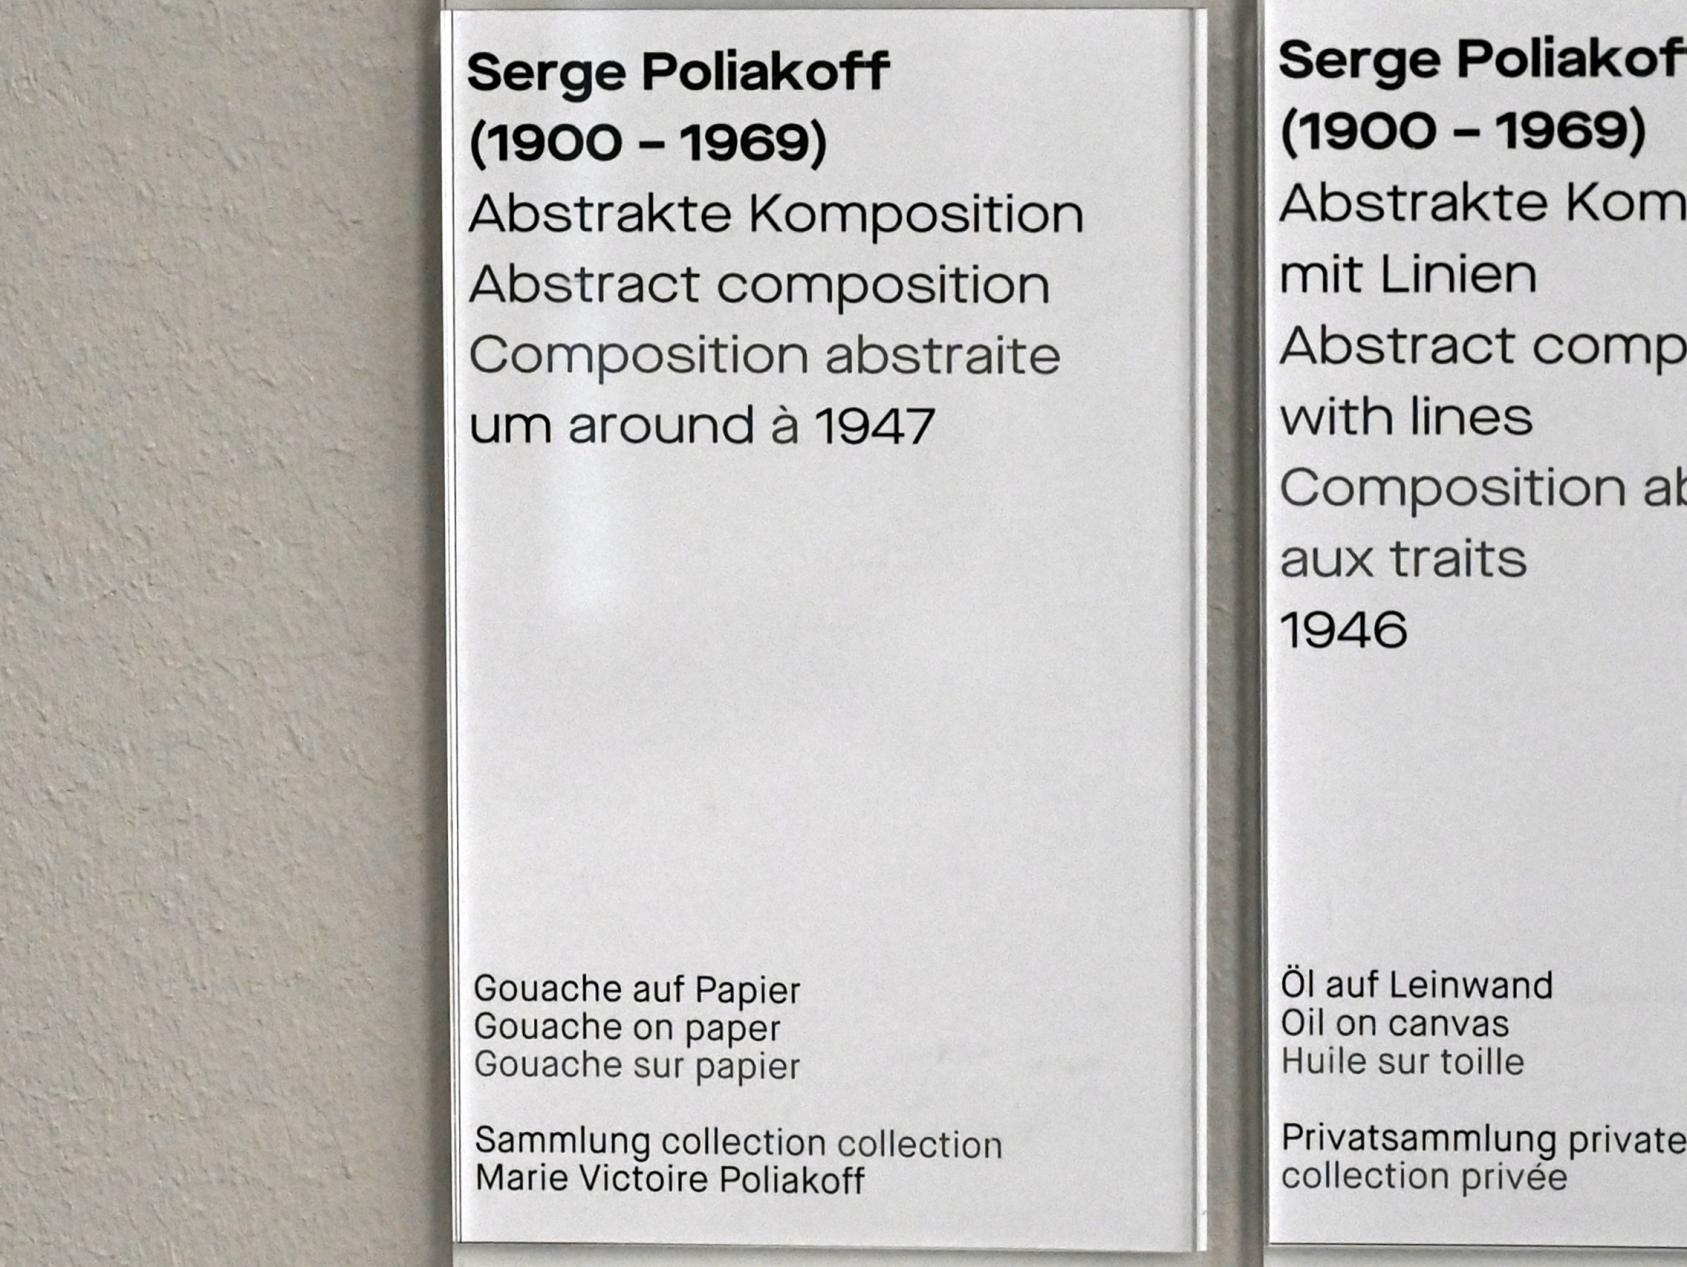 Serge Poliakoff
(1900 – 1969)
Abstrakte Komposition
Abstract composition
Composition abstraite
um around à 1947
Gouache auf Papier
Gouache on paper
Gouache sur papier
Sammlung collection collection
Marie Victoire Poliakoff
Serge Poliakof
(1900 – 1969)
Abstrakte Kom
mit Linien
Abstract comp
with lines
Composition ab
aux traits
1946
Öl auf Leinwand
Oil on canvas
Huile sur toille
Privatsammlung private
collection privée